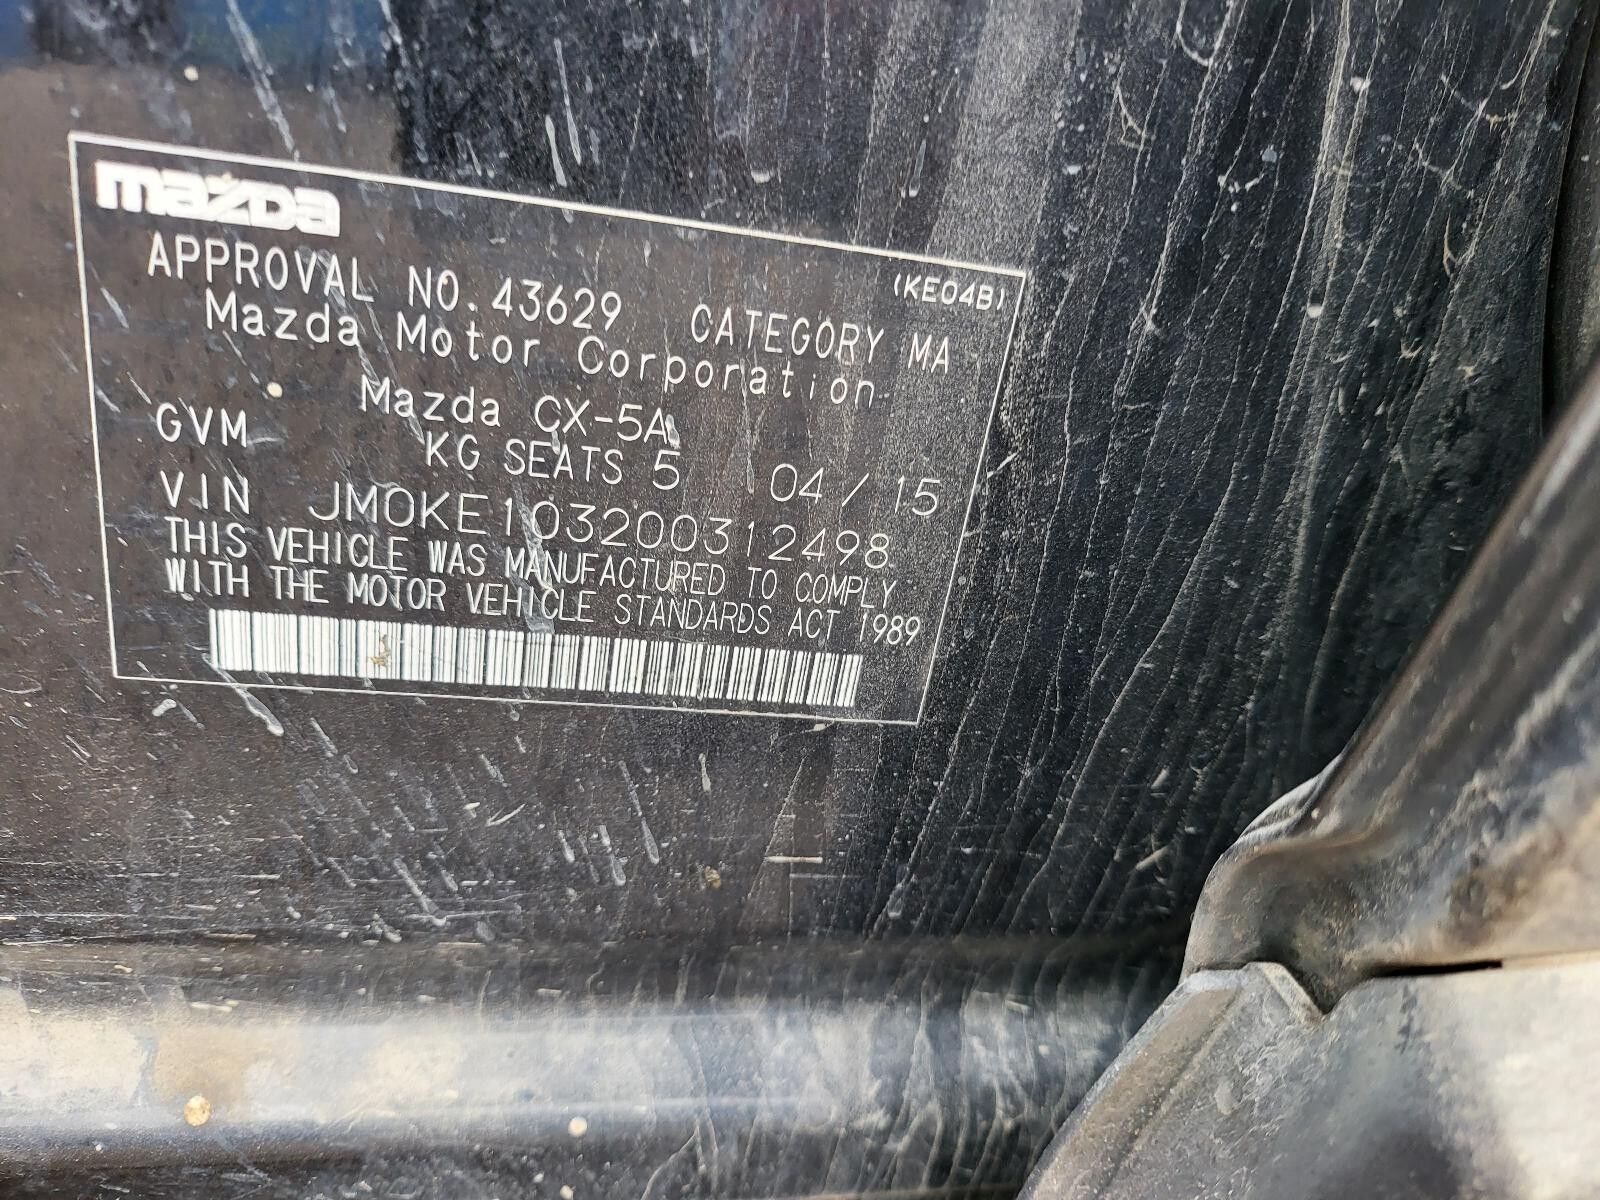 mazda
(KE04B)
APPROVAL NO. 43629 CATEGORY MA
Mazda Motor Corporation
Mazda CX-5A
GVM KG SEATS 5 04 / 15
VIN JM0KE103200312498
THIS VEHICLE WAS MANUFACTURED TO COMPLY
WITH THE MOTOR VEHICLE STANDARDS ACT 1989